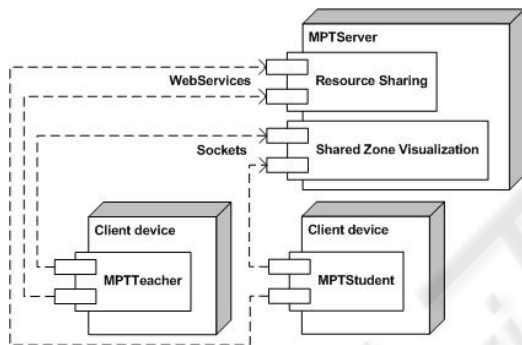 MPTServer
WebServices
Resource Sharing
Sockets
Shared Zone Visualization
Client device
Client device
MPTTeacher
MPTStudent